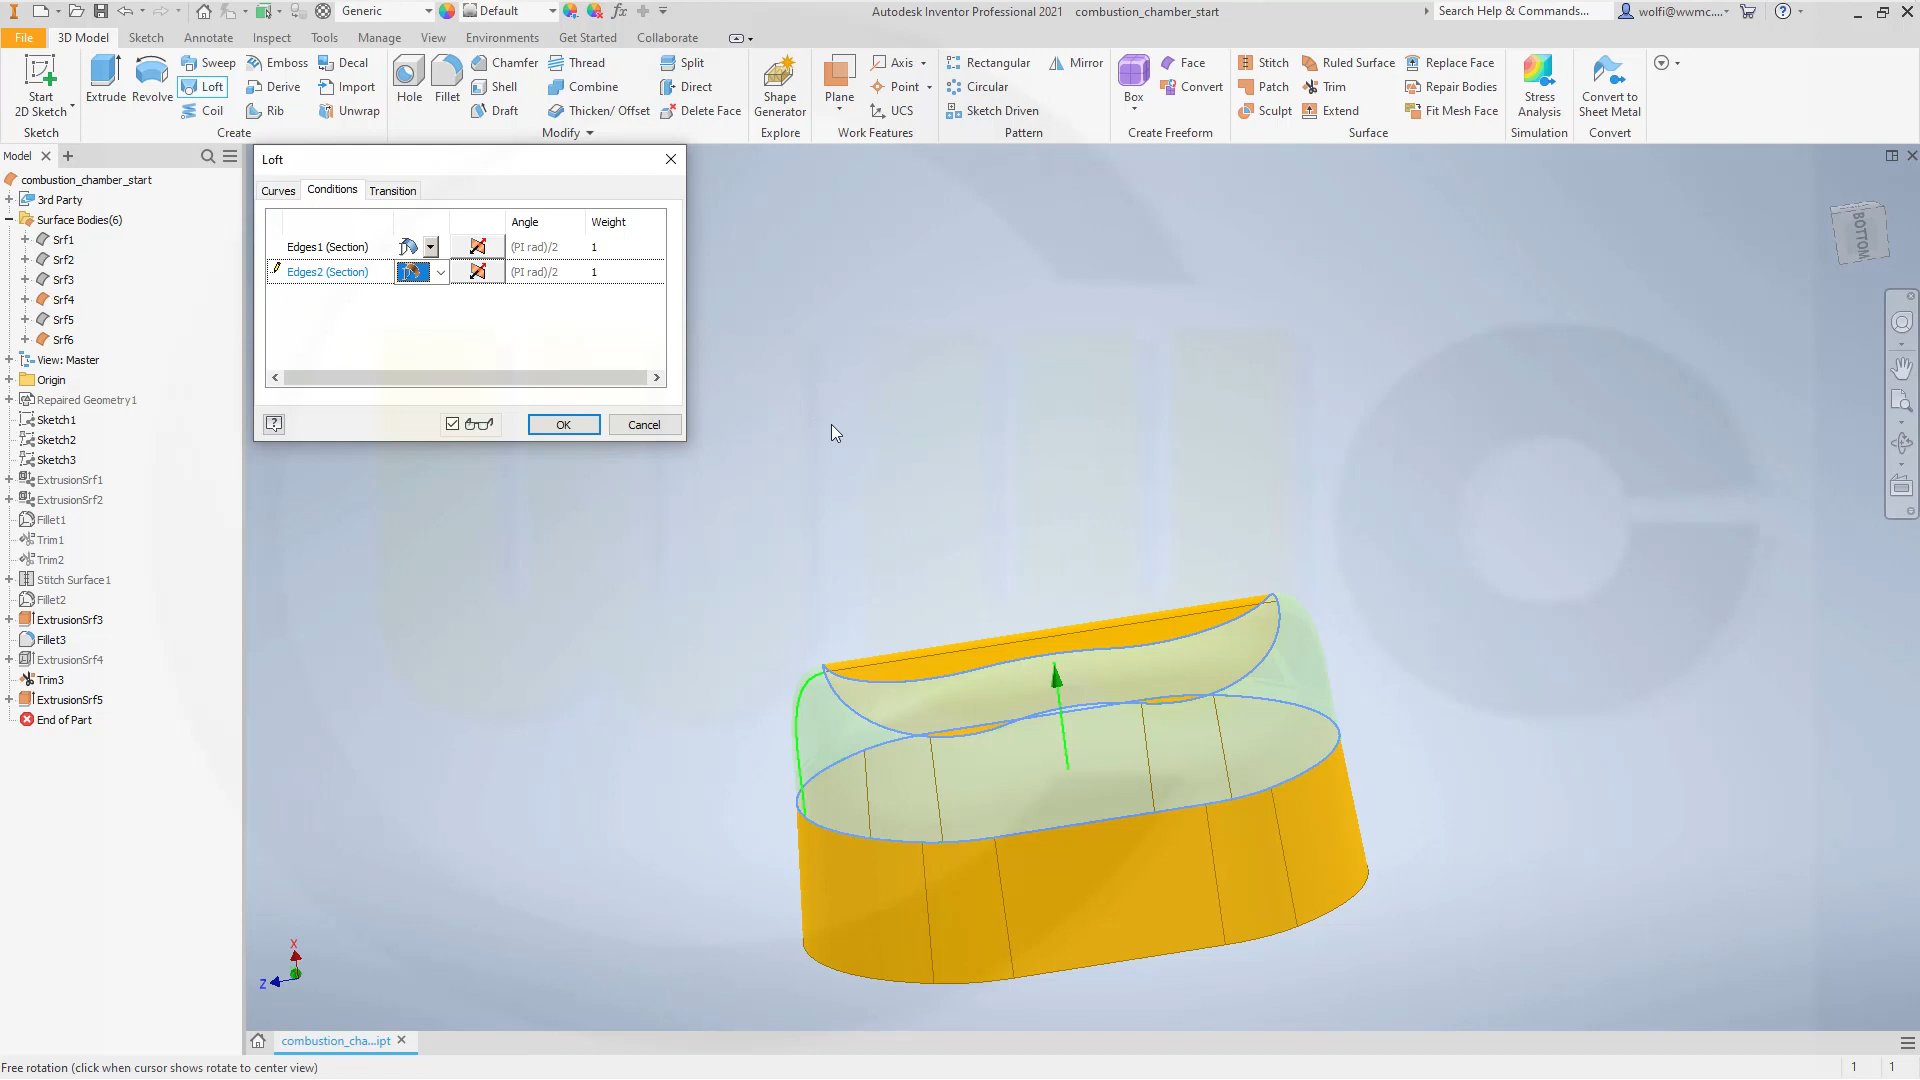 Generic
Default
fx
Autodesk Inventor Professional 2021 combustion_chamber_start
Search Help & Commands...
wolfi@wwmc....
File 3D Model Sketch Annotate Inspect Tools Manage View Environments Get Started Collaborate
Start
2D Sketch
Sketch
Extrude Revolve
Sweep Emboss Decal
Loft Derive Import
Coil Rib Unwrap
Create
Hole Fillet
Chamfer Thread Split
Shell Combine Direct
Draft Thicken/ Offset Delete Face
Modify
Shape
Generator
Explore
Plane
Axis
Point
UCS
Work Features
Rectangular Mirror
Circular
Sketch Driven
Pattern
Box
Face
Convert
Create Freeform
Stitch Ruled Surface Replace Face
Patch Trim Repair Bodies
Sculpt Extend Fit Mesh Face
Surface
Stress
Analysis
Simulation
Convert to
Sheet Metal
Convert
Model
combustion_chamber_start
3rd Party
Surface Bodies(6)
Srf1
Srf2
Srf3
Srf4
Srf5
Srf6
View: Master
Origin
Repaired Geometry1
Sketch1
Sketch2
Sketch3
ExtrusionSrf1
ExtrusionSrf2
Fillet1
Trim1
Trim2
Stitch Surface1
Fillet2
ExtrusionSrf3
Fillet3
ExtrusionSrf4
Trim3
ExtrusionSrf5
End of Part
Loft
Curves Conditions Transition
Angle Weight
Edges1 (Section) (PI rad)/2 1
Edges2 (Section) (PI rad)/2 1
OK Cancel
BOTTOM
X
Z
combustion_cha...ipt
Free rotation (click when cursor shows rotate to center view)
1 1